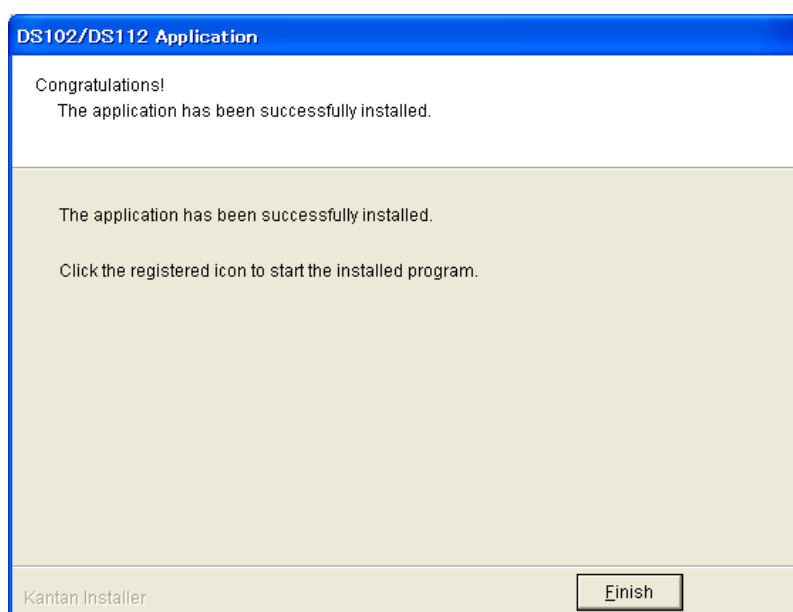 DS102/DS112 Application
Congratulations!
The application has been successfully installed.
The application has been successfully installed.
Click the registered icon to start the installed program.
Kantan Installer
Finish